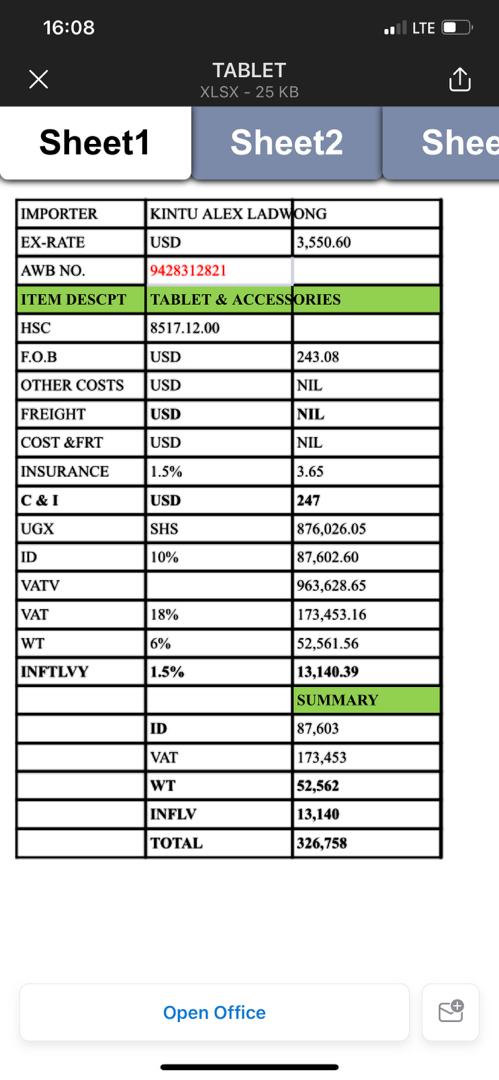 16:08 LTE
TABLET
XLSX - 25 KB
Sheet1 Sheet2 Shee
IMPORTER KINTU ALEX LADWONG
EX-RATE USD 3,550.60
AWB NO. 9428312821
ITEM DESCPT TABLET & ACCESSORIES
HSC 8517.12.00
F.O.B USD 243.08
OTHER COSTS USD NIL
FREIGHT USD NIL
COST &FRT USD NIL
INSURANCE 1.5% 3.65
C & I USD 247
UGX SHS 876,026.05
ID 10% 87,602.60
VATV 963,628.65
VAT 18% 173,453.16
WT 6% 52,561.56
INFTLVY 1.5% 13,140.39
SUMMARY
ID 87,603
VAT 173,453
WT 52,562
INFLV 13,140
TOTAL 326,758
Open Office